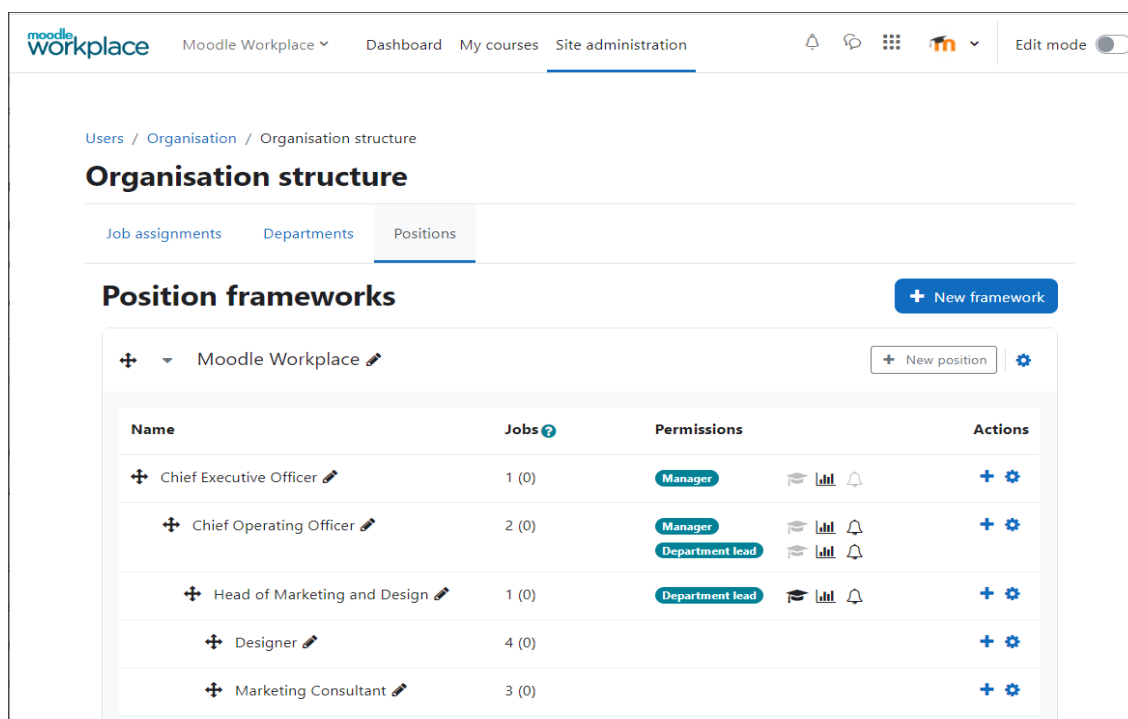 moodle
workplace
Moodle Workplace
Dashboard
My courses
Site administration
Edit mode
Users / Organisation / Organisation structure
Organisation structure
Job assignments
Departments
Positions
Position frameworks
+ New framework
Moodle Workplace
+ New position
Name
Jobs ?
Permissions
Actions
Chief Executive Officer
1 (0)
Manager
Chief Operating Officer
2 (0)
Manager
Department lead
Head of Marketing and Design
1 (0)
Department lead
Designer
4 (0)
Marketing Consultant
3 (0)